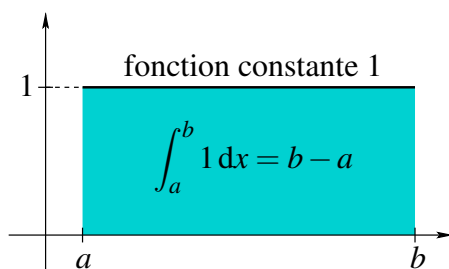 fonction constante 1
1
∫_a^b 1 dx = b − a
a b